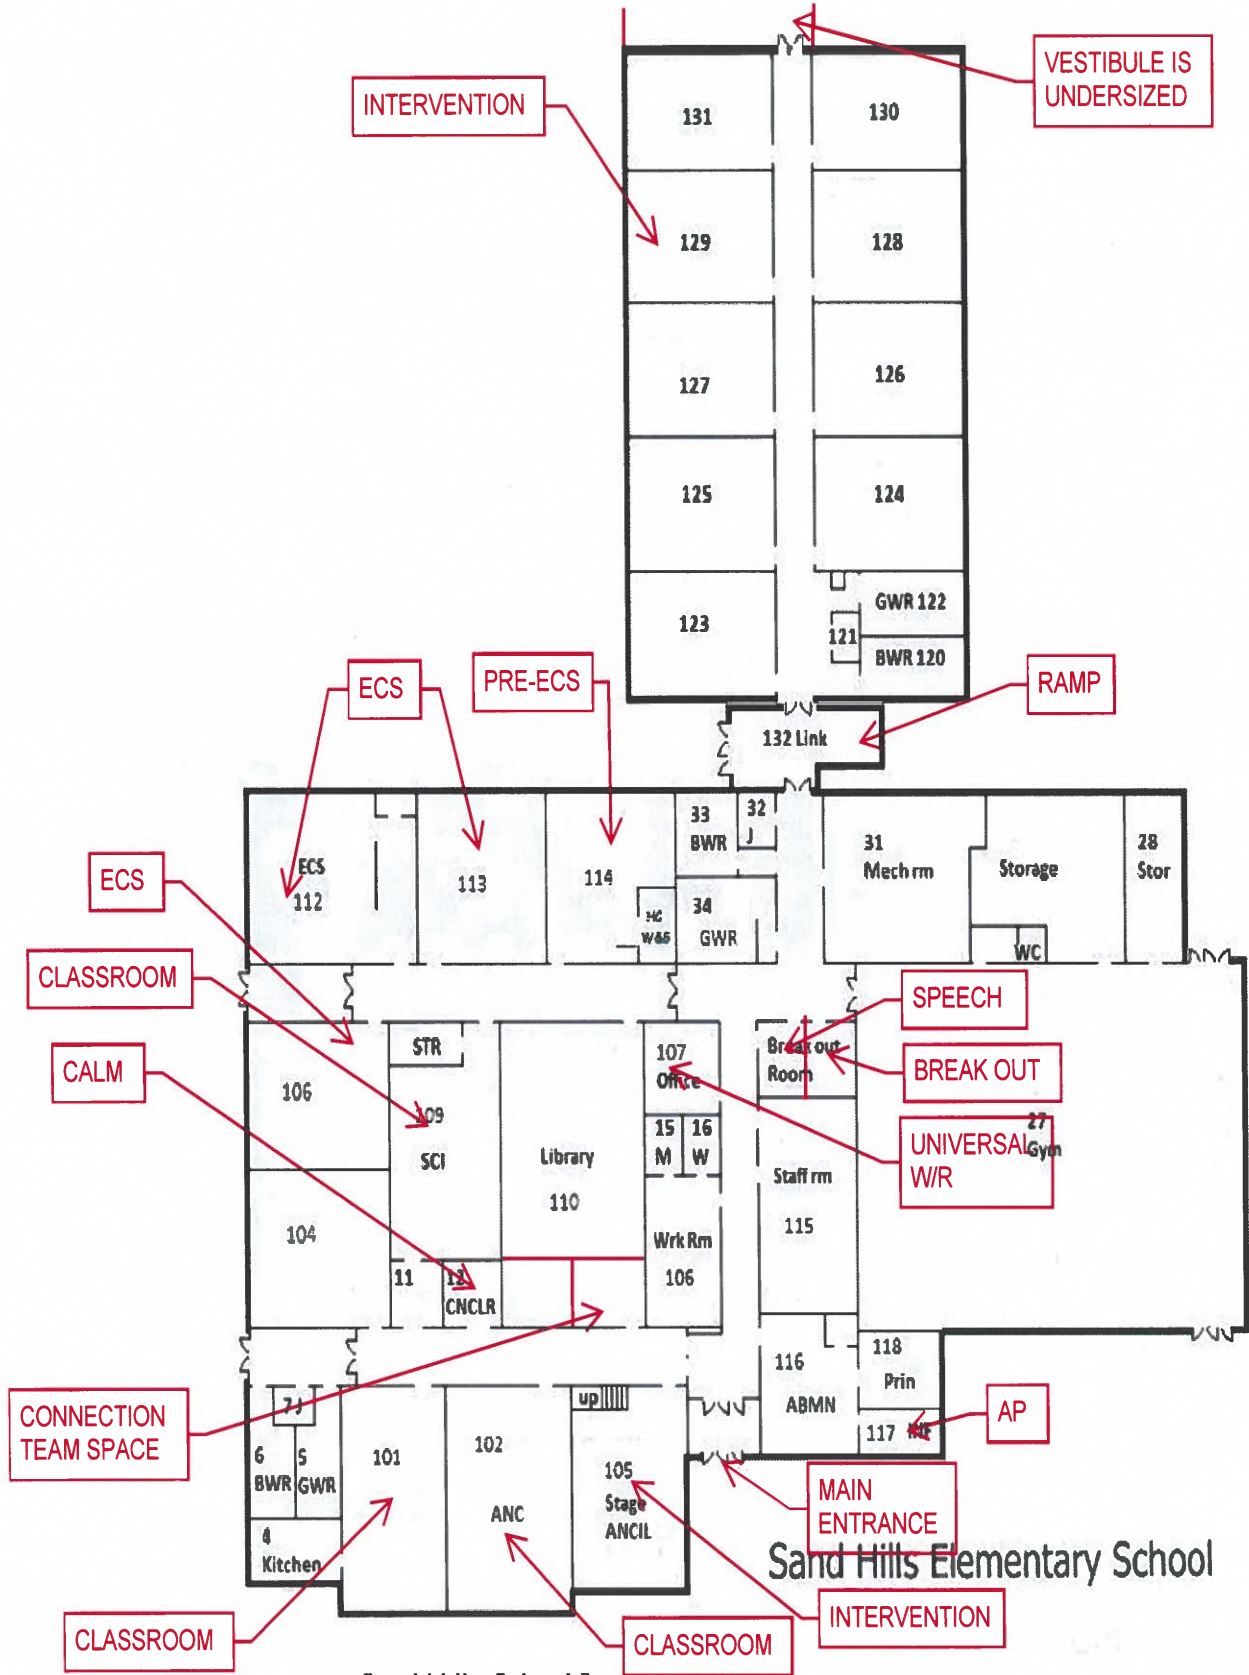 VESTIBULE IS
UNDERSIZED
INTERVENTION
131
130
129
128
127
126
125
124
123
GWR 122
121
BWR 120
ECS
PRE-ECS
RAMP
132 Link
33
BWR
32
J
31
Mech rm
Storage
28
Stor
ECS
112
113
114
34
GWR
WC
ECS
CLASSROOM
CALM
SPEECH
BREAK OUT
UNIVERSAL
W/R
STR
106
109
SCI
Library
110
107
Office
15
M
16
W
Break out
Room
27
Gym
Staff rm
115
104
Wrk Rm
106
11
12
CNCLR
CONNECTION
TEAM SPACE
116
ABMN
118
Prin
117
AP
7 J
up
6
BWR
5
GWR
101
102
ANC
105
Stage
ANCIL
4
Kitchen
MAIN
ENTRANCE
Sand Hills Elementary School
CLASSROOM
CLASSROOM
INTERVENTION